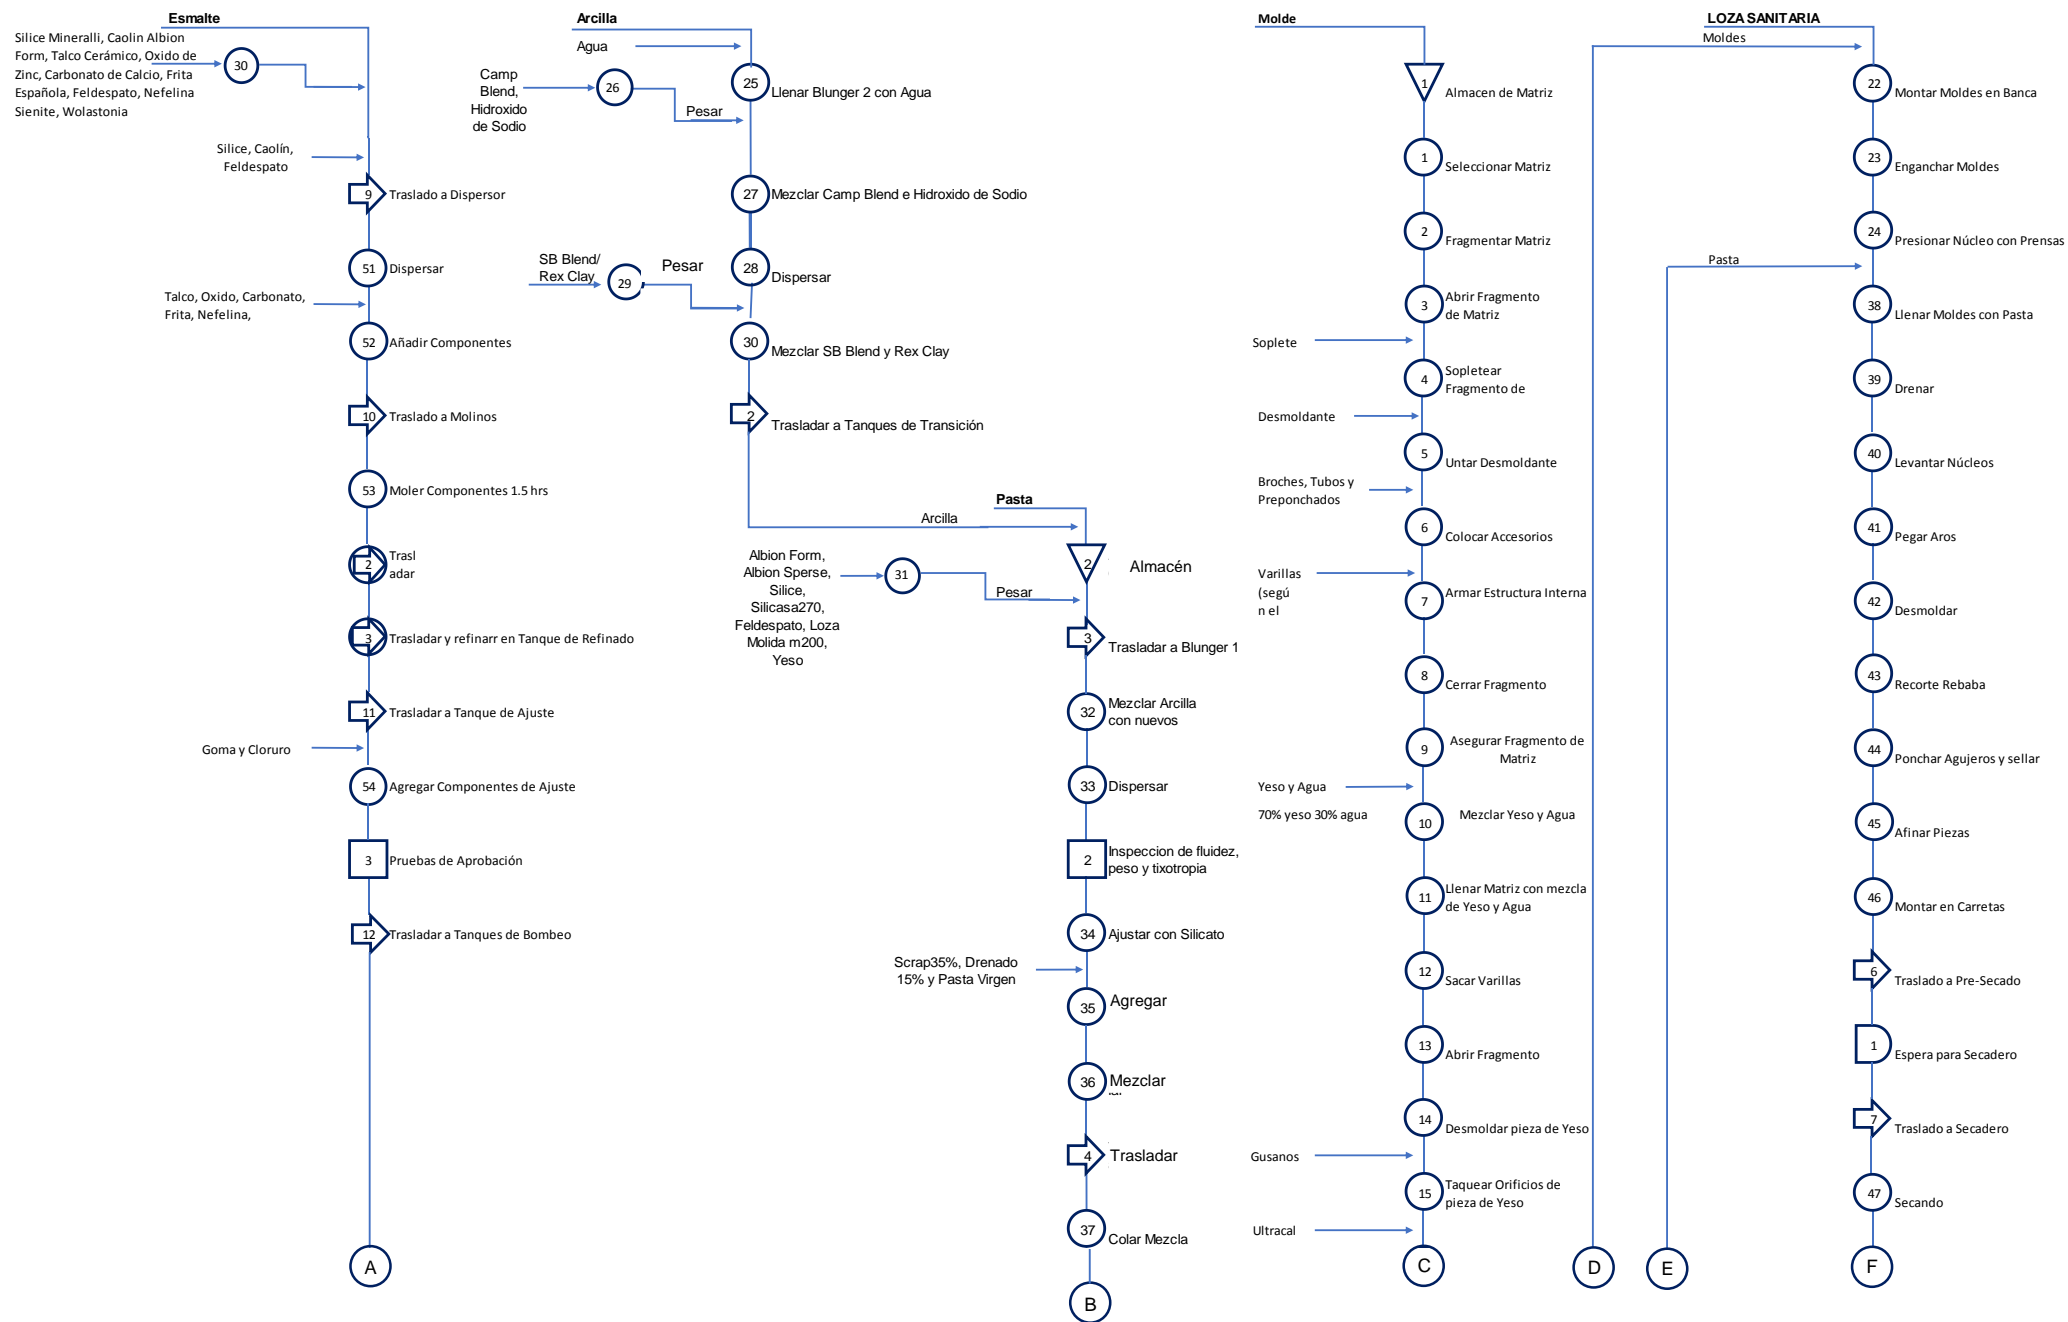 Esmalte
Silice Mineralli, Caolin Albion
Form, Talco Cerámico, Oxido de
Zinc, Carbonato de Calcio, Frita
Española, Feldespato, Nefelina
Sienite, Wolastonia
30
Silice, Caolín,
Feldespato
9
Traslado a Dispersor
51
Dispersar
Talco, Oxido, Carbonato,
Frita, Nefelina,
52
Añadir Componentes
10
Traslado a Molinos
53
Moler Componentes 1.5 hrs
2
Trasl
adar
3
Trasladar y refinarr en Tanque de Refinado
11
Trasladar a Tanque de Ajuste
Goma y Cloruro
54
Agregar Componentes de Ajuste
3
Pruebas de Aprobación
12
Trasladar a Tanques de Bombeo
A
Arcilla
Agua
25
Llenar Blunger 2 con Agua
Camp
Blend,
Hidroxido
de Sodio
26
Pesar
27
Mezclar Camp Blend e Hidroxido de Sodio
28
Dispersar
SB Blend/
Rex Clay
29
Pesar
30
Mezclar SB Blend y Rex Clay
2
Trasladar a Tanques de Transición
Pasta
Arcilla
2
Almacén
Albion Form,
Albion Sperse,
Silice,
Silicasa270,
Feldespato, Loza
Molida m200,
Yeso
31
Pesar
3
Trasladar a Blunger 1
32
Mezclar Arcilla
con nuevos
33
Dispersar
2
Inspeccion de fluidez,
peso y tixotropia
34
Ajustar con Silicato
Scrap35%, Drenado
15% y Pasta Virgen
35
Agregar
36
Mezclar
4
Trasladar
37
Colar Mezcla
B
Molde
1
Almacen de Matriz
1
Seleccionar Matriz
2
Fragmentar Matriz
3
Abrir Fragmento
de Matriz
Soplete
4
Sopletear
Fragmento de
Desmoldante
5
Untar Desmoldante
Broches, Tubos y
Preponchados
6
Colocar Accesorios
Varillas
(segú
n el
7
Armar Estructura Interna
8
Cerrar Fragmento
9
Asegurar Fragmento de
Matriz
Yeso y Agua
70% yeso 30% agua
10
Mezclar Yeso y Agua
11
Llenar Matriz con mezcla
de Yeso y Agua
12
Sacar Varillas
13
Abrir Fragmento
14
Desmoldar pieza de Yeso
Gusanos
15
Taquear Orificios de
pieza de Yeso
Ultracal
C
D
E
LOZA SANITARIA
Moldes
22
Montar Moldes en Banca
23
Enganchar Moldes
24
Presionar Núcleo con Prensas
Pasta
38
Llenar Moldes con Pasta
39
Drenar
40
Levantar Núcleos
41
Pegar Aros
42
Desmoldar
43
Recorte Rebaba
44
Ponchar Agujeros y sellar
45
Afinar Piezas
46
Montar en Carretas
6
Traslado a Pre-Secado
1
Espera para Secadero
7
Traslado a Secadero
47
Secando
F